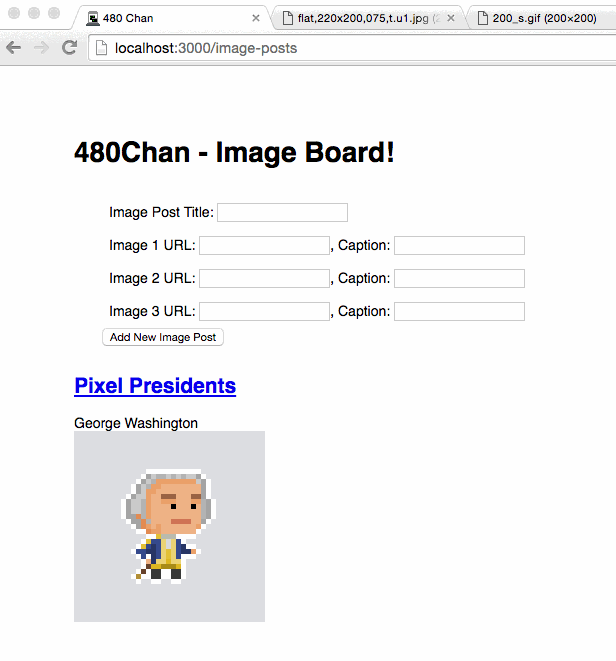 480 Chan
flat,220x200,075,t.u1.jpg (2
200_s.gif (200×200)
localhost:3000/image-posts
480Chan - Image Board!
Image Post Title:
Image 1 URL: , Caption:
Image 2 URL: , Caption:
Image 3 URL: , Caption:
Add New Image Post
Pixel Presidents
George Washington